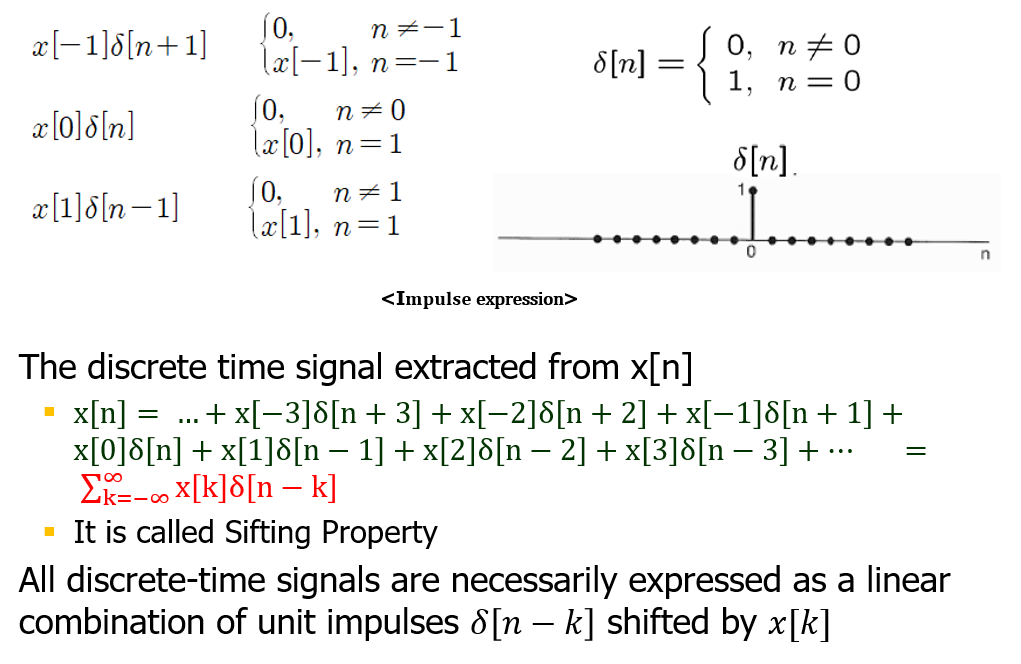 x[−1]δ[n+1] {0, n≠−1
x[−1], n=−1
x[0]δ[n] {0, n≠0
x[0], n=1
x[1]δ[n−1] {0, n≠1
x[1], n=1
δ[n] = { 0, n ≠ 0
1, n = 0
δ[n].
1
0
n
<Impulse expression>
The discrete time signal extracted from x[n]
▪ x[n] = … + x[−3]δ[n + 3] + x[−2]δ[n + 2] + x[−1]δ[n + 1] +
x[0]δ[n] + x[1]δ[n − 1] + x[2]δ[n − 2] + x[3]δ[n − 3] + ⋯ =
∑∞k=−∞ x[k]δ[n − k]
▪ It is called Sifting Property
All discrete-time signals are necessarily expressed as a linear
combination of unit impulses δ[n − k] shifted by x[k]